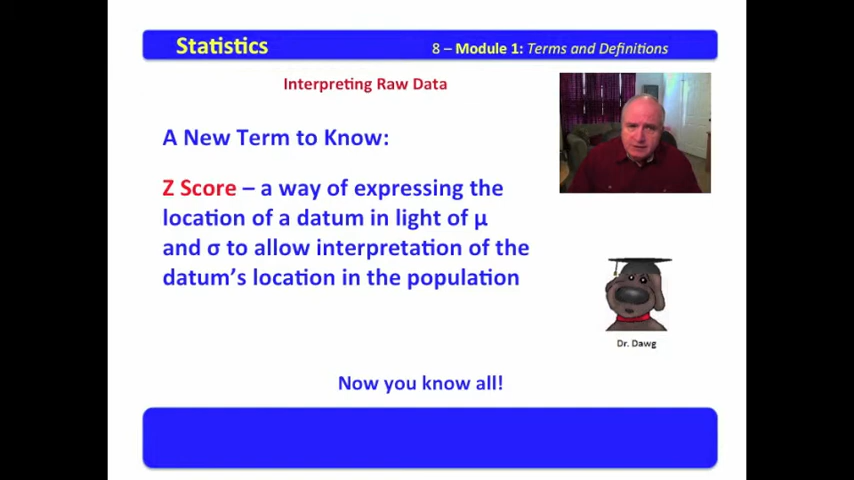 Statistics
8 – Module 1: Terms and Definitions
Interpreting Raw Data
A New Term to Know:
Z Score – a way of expressing the
location of a datum in light of μ
and σ to allow interpretation of the
datum's location in the population
Dr. Dawg
Now you know all!